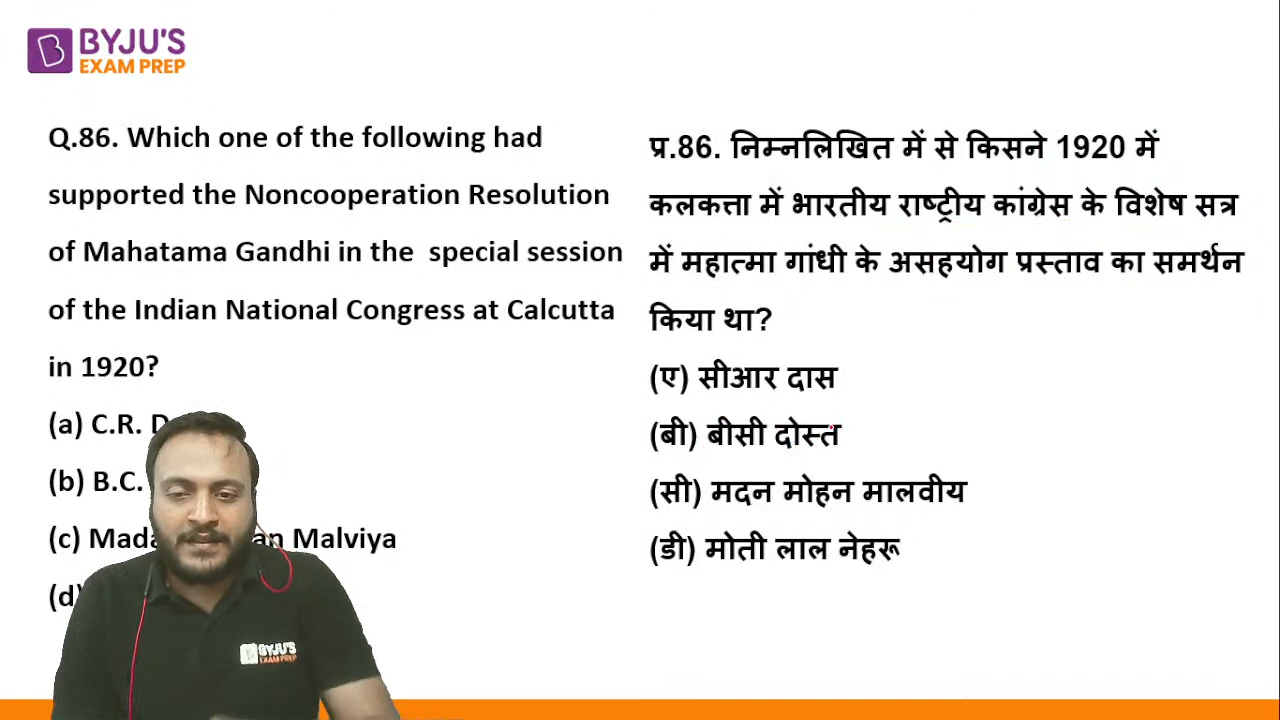 BYJU'S
EXAM PREP
Q.86. Which one of the following had
supported the Noncooperation Resolution
of Mahatama Gandhi in the special session
of the Indian National Congress at Calcutta
in 1920?
(a) C.R.
(b) B.C.
(c) Malviya
(d)
प्र.86. निम्नलिखित में से किसने 1920 में
कलकत्ता में भारतीय राष्ट्रीय कांग्रेस के विशेष सत्र
में महात्मा गांधी के असहयोग प्रस्ताव का समर्थन
किया था?
(ए) सीआर दास
(बी) बीसी दोस्त
(सी) मदन मोहन मालवीय
(डी) मोती लाल नेहरू
BYJU'S
EXAM PREP